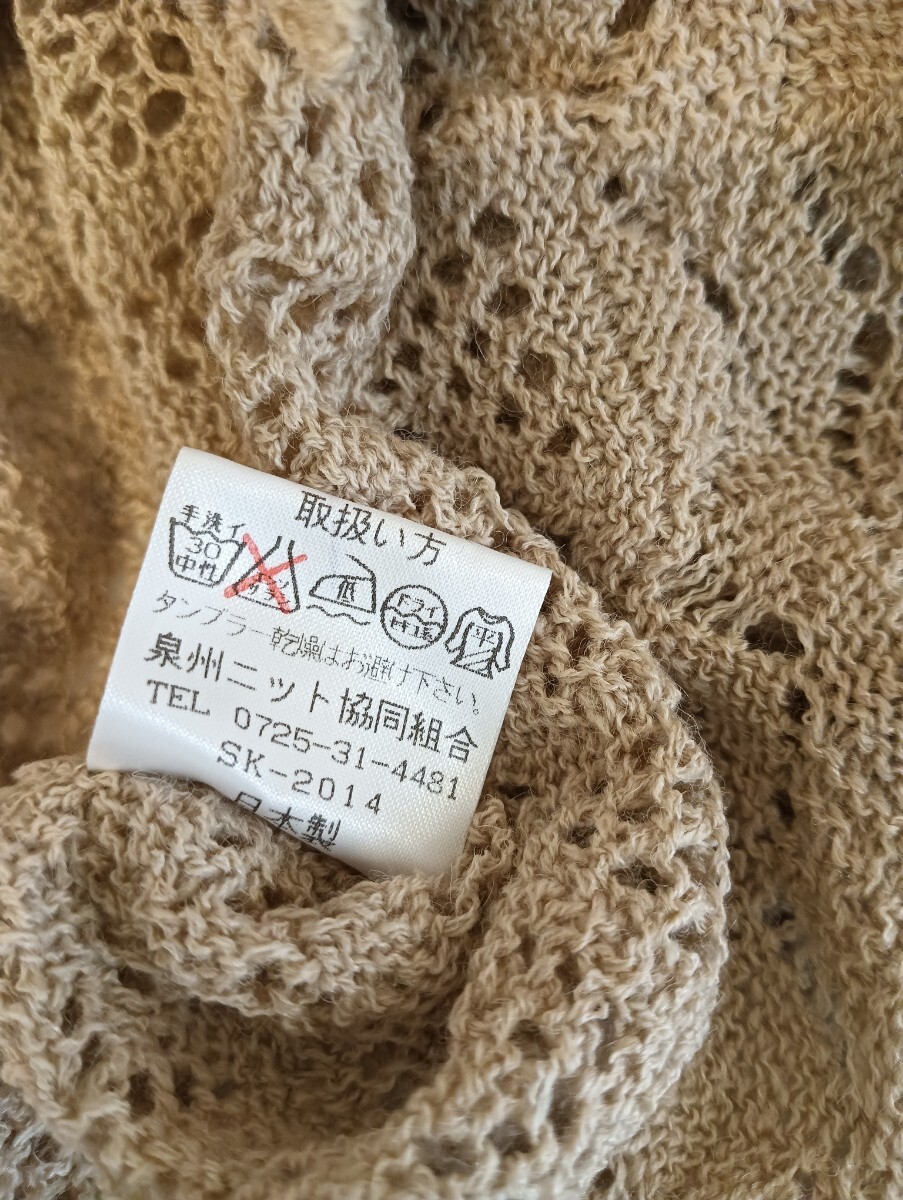 取扱い方
手洗イ
30
中性
低
ドライ
平
タンブラー乾燥はお避け下さい。
泉州ニット協同組合
TEL 0725-31-4481
SK-2014
日本製